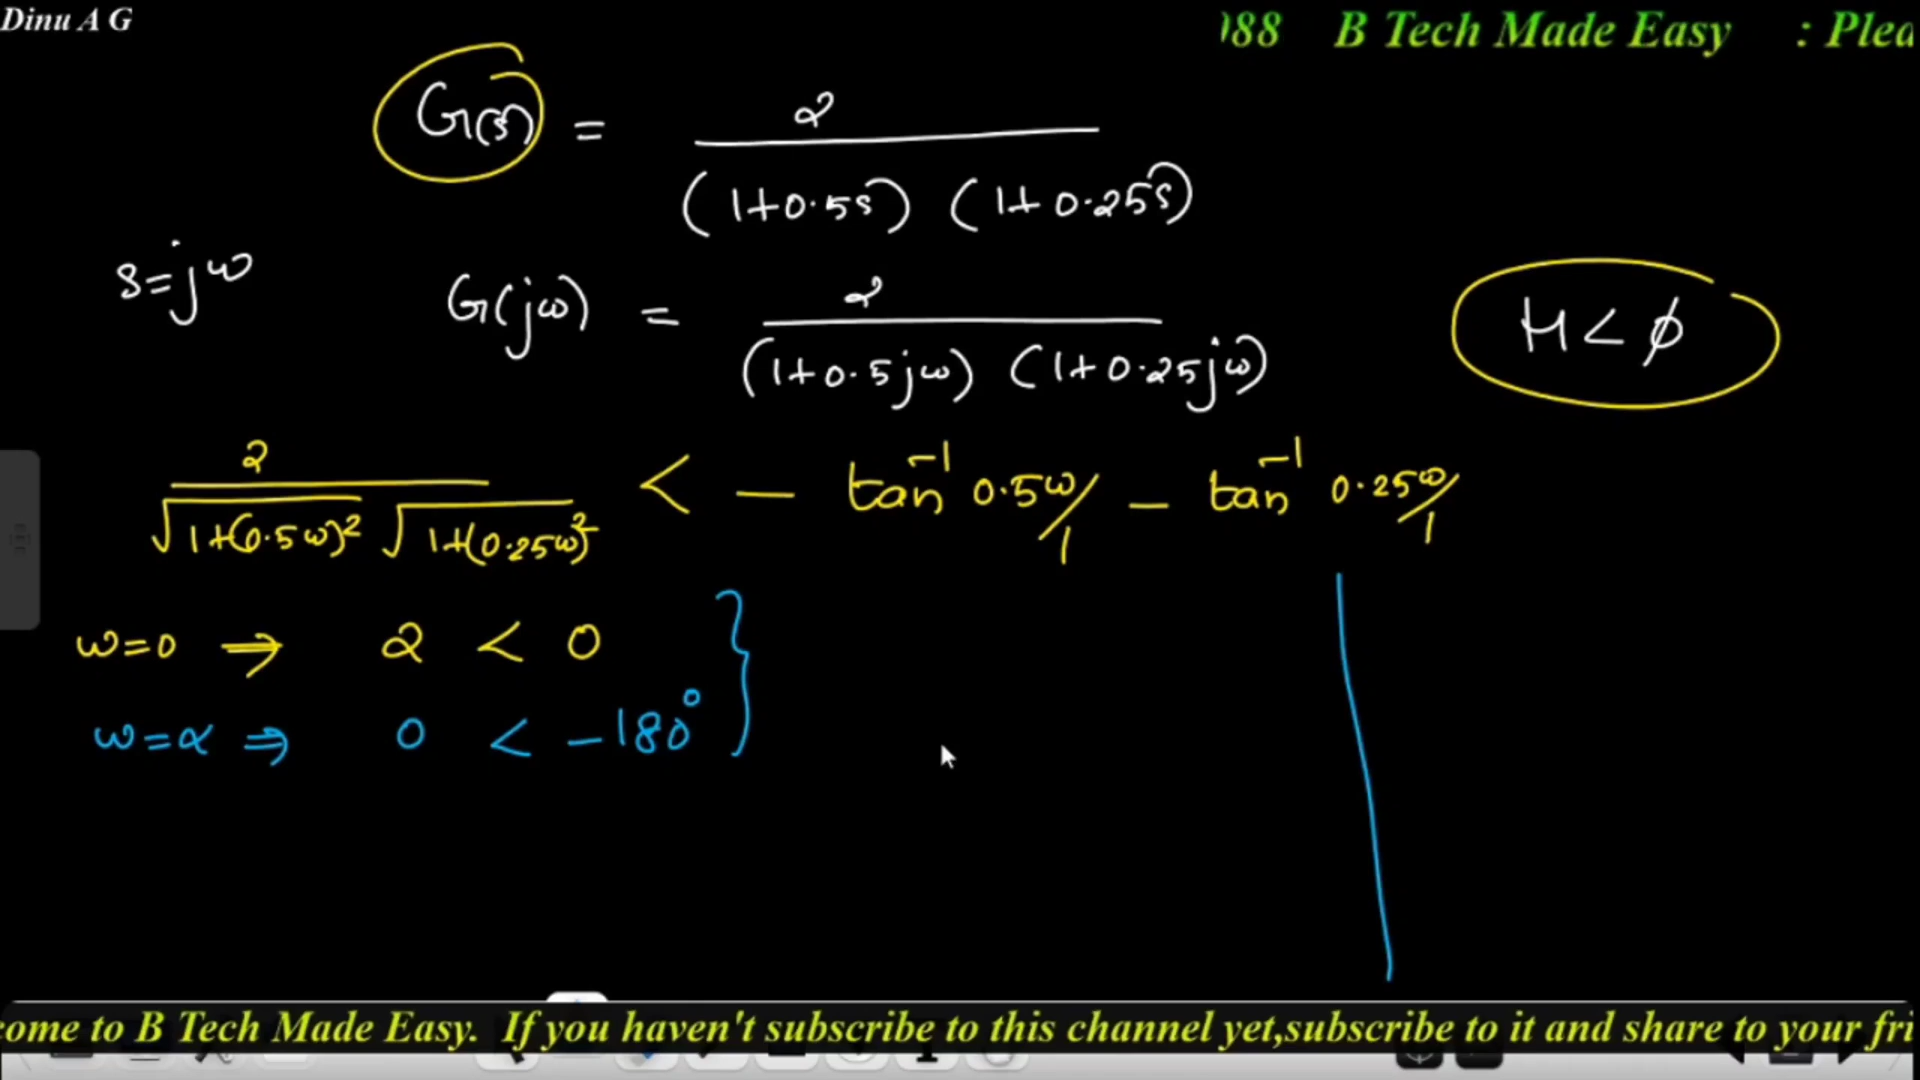 Dinu A G
88 B Tech Made Easy : Plea
G(s) = 2 / (1+0.5s) (1+0.25s)
s=jω
G(jω) = 2 / (1+0.5jω) (1+0.25jω)
M < ϕ
2 / √1+(0.5ω)² √1+(0.25ω)² < - tan⁻¹ 0.5ω/1 - tan⁻¹ 0.25ω/1
ω=0 ⇒ 2 < 0
ω=α ⇒ 0 < -180°
come to B Tech Made Easy. If you haven't subscribe to this channel yet,subscribe to it and share to your fri